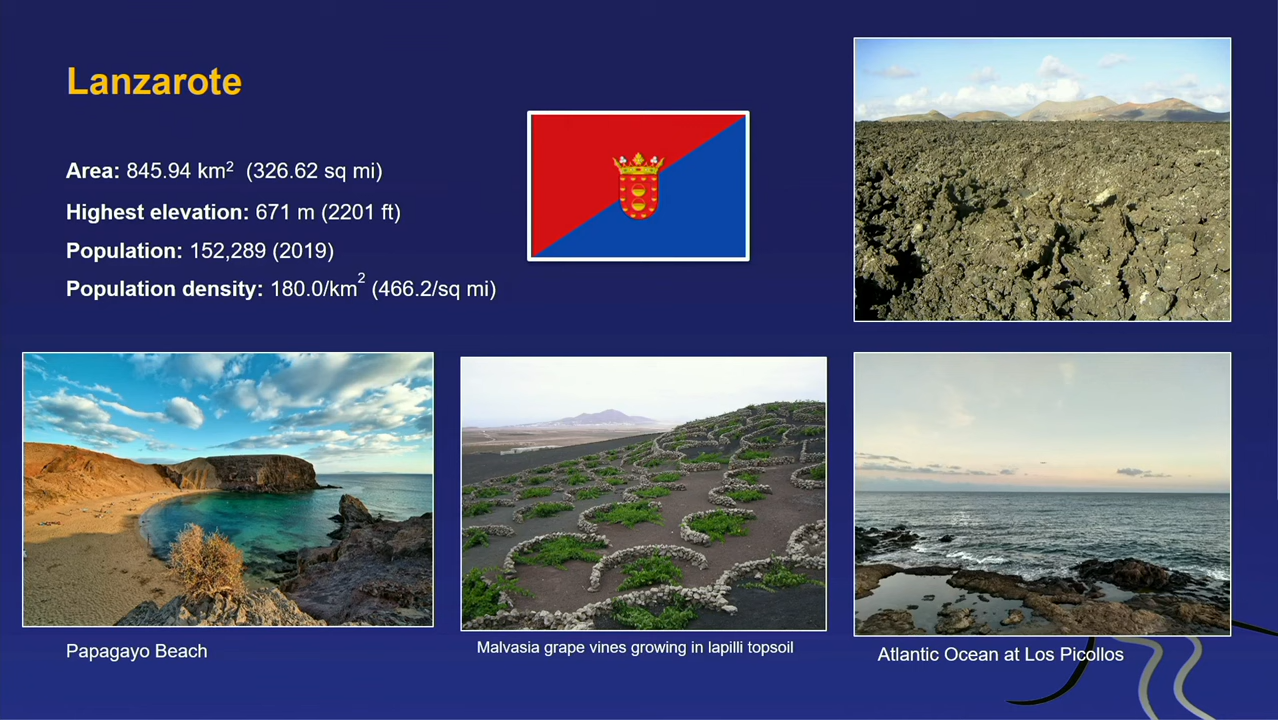 Lanzarote
Area: 845.94 km² (326.62 sq mi)
Highest elevation: 671 m (2201 ft)
Population: 152,289 (2019)
Population density: 180.0/km² (466.2/sq mi)
Papagayo Beach
Malvasia grape vines growing in lapilli topsoil
Atlantic Ocean at Los Picollos